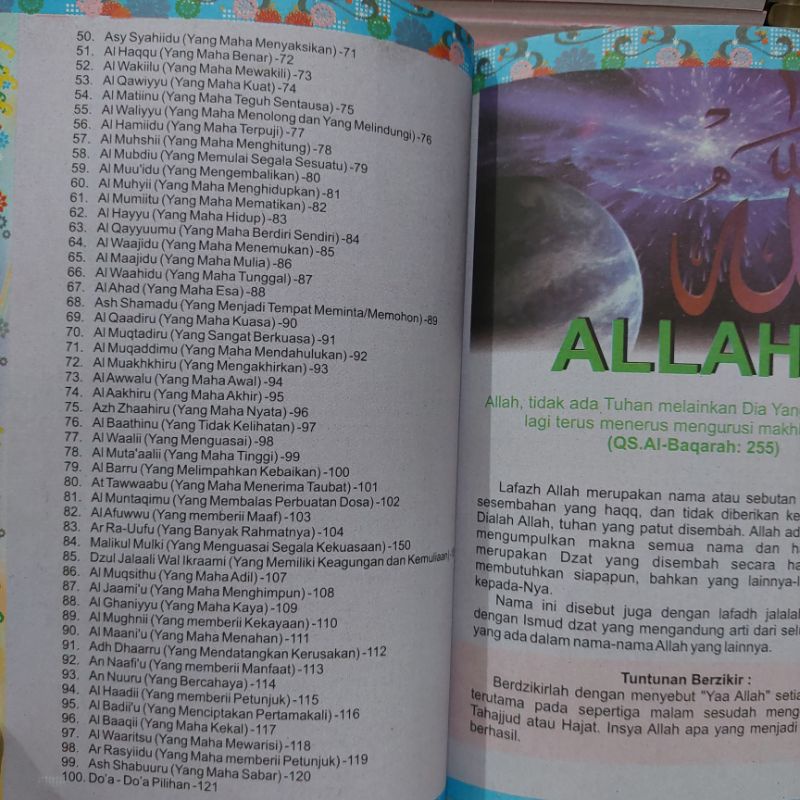 50. Asy Syahiidu (Yang Maha Menyaksikan) -71
51. Al Haqqu (Yang Maha Benar) -72
52. Al Wakiilu (Yang Maha Mewakili) -73
53. Al Qawiyyu (Yang Maha Kuat) -74
54. Al Matiinu (Yang Maha Teguh Sentausa) -75
55. Al Waliyyu (Yang Maha Menolong dan Yang Melindungi) -76
56. Al Hamiidu (Yang Maha Terpuji) -77
57. Al Muhshii (Yang Maha Menghitung) -78
58. Al Mubdiu (Yang Memulai Segala Sesuatu) -79
59. Al Muu'idu (Yang Mengembalikan) -80
60. Al Muhyii (Yang Maha Menghidupkan) -81
61. Al Mumiitu (Yang Maha Mematikan) -82
62. Al Hayyu (Yang Maha Hidup) -83
63. Al Qayyuumu (Yang Maha Berdiri Sendiri) -84
64. Al Waajidu (Yang Maha Menemukan) -85
65. Al Maajidu (Yang Maha Mulia) -86
66. Al Waahidu (Yang Maha Tunggal) -87
67. Al Ahad (Yang Maha Esa) -88
68. Ash Shamadu (Yang Menjadi Tempat Meminta/Memohon) -89
69. Al Qaadiru (Yang Maha Kuasa) -90
70. Al Muqtadiru (Yang Sangat Berkuasa) -91
71. Al Muqaddimu (Yang Maha Mendahulukan) -92
72. Al Muakhkhiru (Yang Mengakhirkan) -93
73. Al Awwalu (Yang Maha Awal) -94
74. Al Aakhiru (Yang Maha Akhir) -95
75. Azh Zhaahiru (Yang Maha Nyata) -96
76. Al Baathinu (Yang Tidak Kelihatan) -97
77. Al Waalii (Yang Menguasai) -98
78. Al Muta'aalii (Yang Maha Tinggi) -99
79. Al Barru (Yang Melimpahkan Kebaikan) -100
80. At Tawwaabu (Yang Maha Menerima Taubat) -101
81. Al Muntaqimu (Yang Membalas Perbuatan Dosa) -102
82. Al Afuwwu (Yang memberii Maaf) -103
83. Ar Ra-Uufu (Yang Banyak Rahmatnya) -104
84. Malikul Mulki (Yang Menguasai Segala Kekuasaan) -150
85. Dzul Jalaali Wal Ikraami (Yang Memiliki Keagungan dan Kemuliaan)
86. Al Muqsithu (Yang Maha Adil) -107
87. Al Jaami'u (Yang Maha Menghimpun) -108
88. Al Ghaniyyu (Yang Maha Kaya) -109
89. Al Mughnii (Yang memberii Kekayaan) -110
90. Al Maani'u (Yang Maha Menahan) -111
91. Adh Dhaarru (Yang Mendatangkan Kerusakan) -112
92. An Naafi'u (Yang memberii Manfaat) -113
93. An Nuuru (Yang Bercahaya) -114
94. Al Haadii (Yang memberii Petunjuk) -115
95. Al Badii'u (Yang Menciptakan Pertamakali) -116
96. Al Baaqii (Yang Maha Kekal) -117
97. Al Waaritsu (Yang Maha Mewarisi) -118
98. Ar Rasyiidu (Yang Maha memberii Petunjuk) -119
99. Ash Shabuuru (Yang Maha Sabar) -120
100. Do'a - Do'a Pilihan -121
ALLAH
Allah, tidak ada Tuhan melainkan Dia Yang
lagi terus menerus mengurusi makhl
(QS.Al-Baqarah: 255)
Lafazh Allah merupakan nama atau sebutan
sesembahan yang haqq, dan tidak diberikan ke
Dialah Allah, tuhan yang patut disembah. Allah ad
mengumpulkan makna semua nama dan h
merupakan Dzat yang disembah secara ha
membutuhkan siapapun, bahkan yang lainnya-l
kepada-Nya.
Nama ini disebut juga dengan lafadh jalalal
dengan Ismud dzat yang mengandung arti dari selu
yang ada dalam nama-nama Allah yang lainnya.
Tuntunan Berzikir :
Berdzikirlah dengan menyebut "Yaa Allah" setia
terutama pada sepertiga malam sesudah meng
Tahajjud atau Hajat. Insya Allah apa yang menjadi
berhasil.